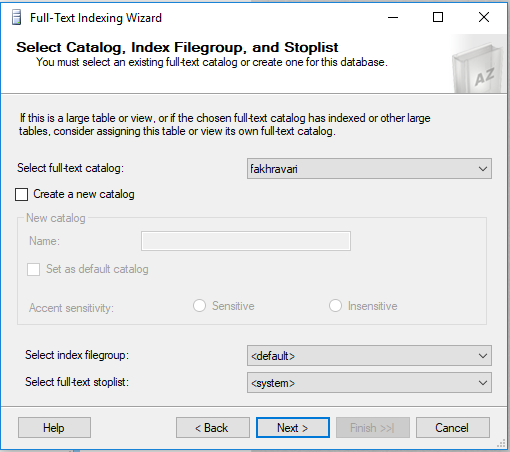 Full-Text Indexing Wizard
Select Catalog, Index Filegroup, and Stoplist
You must select an existing full-text catalog or create one for this database.
AZ
If this is a large table or view, or if the chosen full-text catalog has indexed or other large
tables, consider assigning this table or view its own full-text catalog.
Select full-text catalog: fakhravari
Create a new catalog
New catalog
Name:
Set as default catalog
Accent sensitivity: Sensitive Insensitive
Select index filegroup: <default>
Select full-text stoplist: <system>
Help < Back Next > Finish >>| Cancel